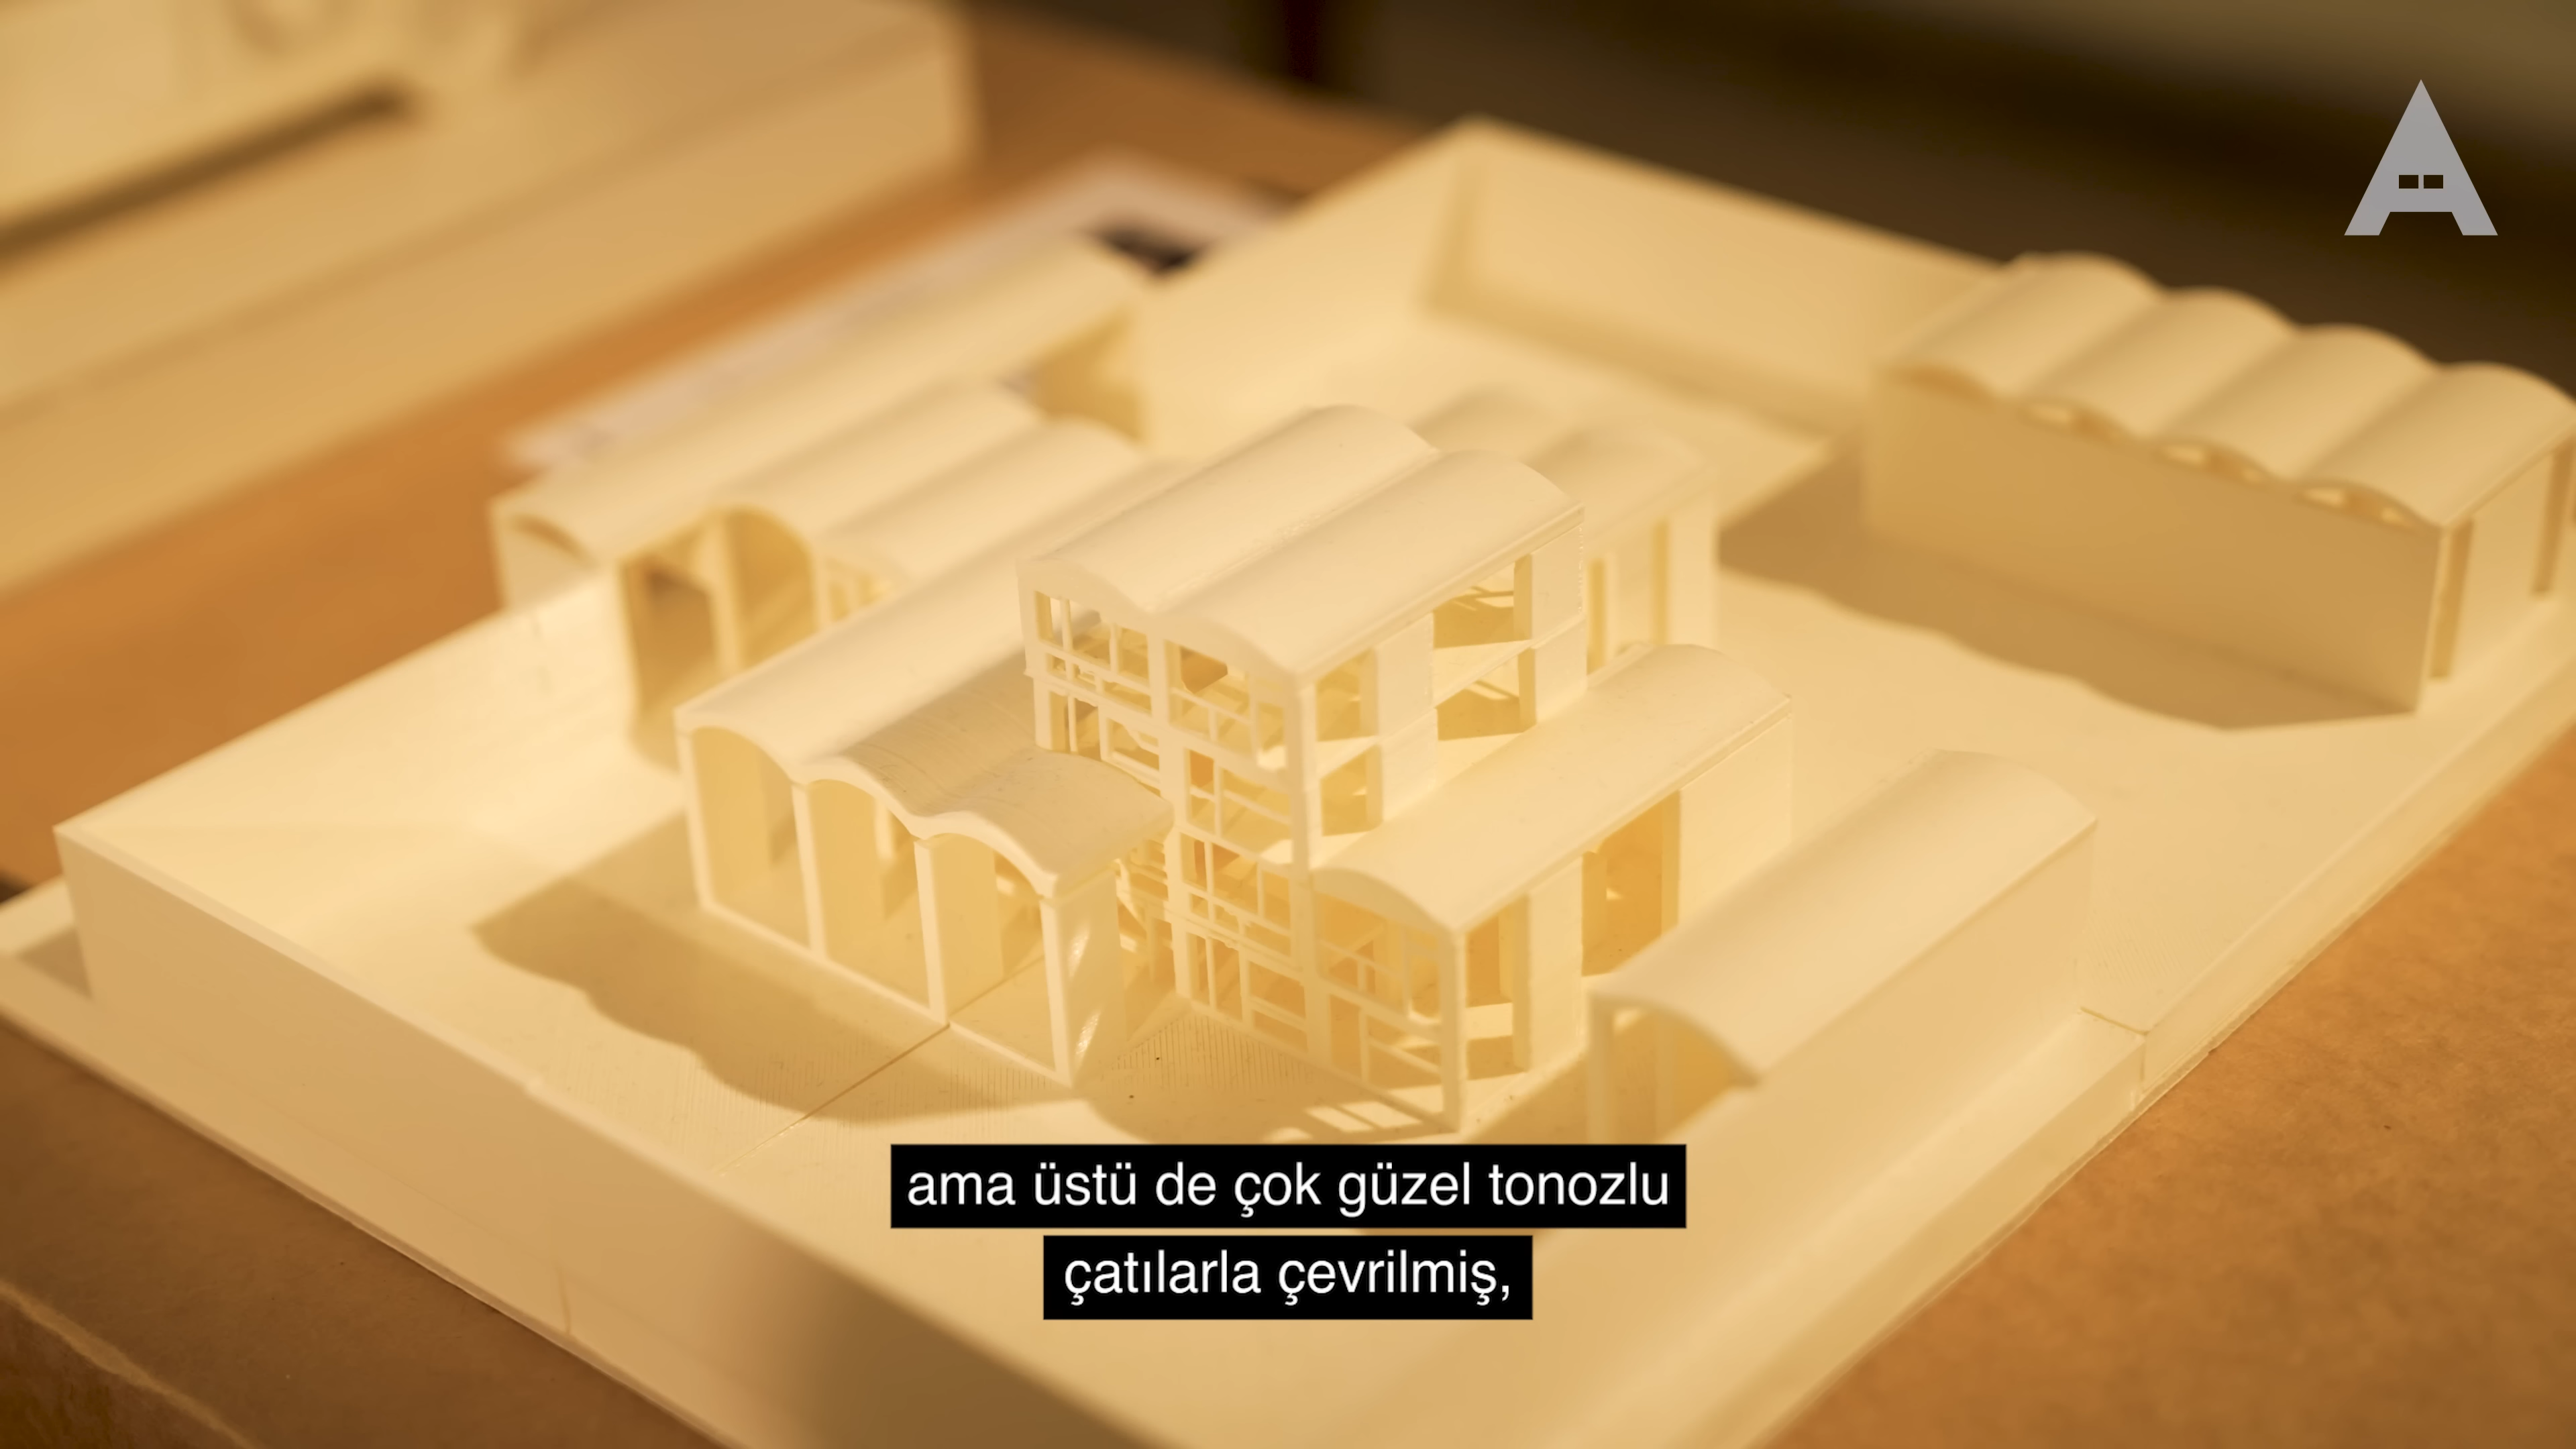 ama üstü de çok güzel tonozlu
çatılarla çevrilmiş,